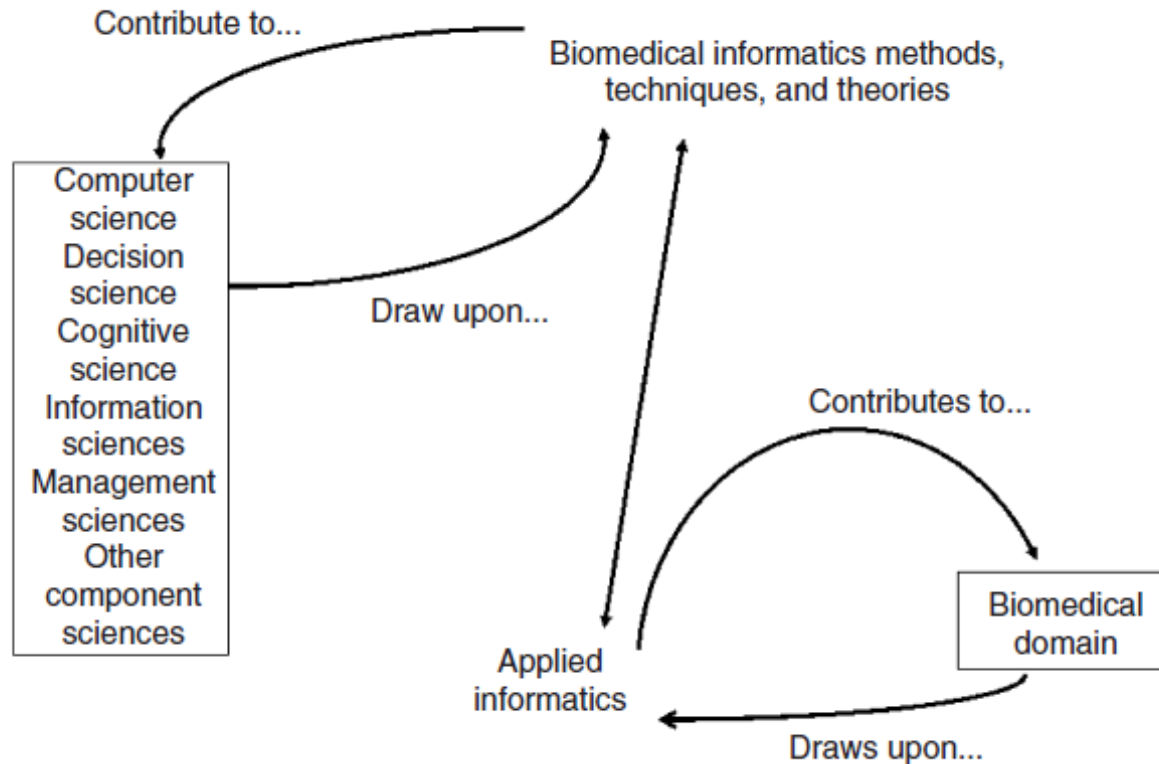 Contribute to...
Biomedical informatics methods,
techniques, and theories
Computer
science
Decision
science
Cognitive
science
Information
sciences
Management
sciences
Other
component
sciences
Draw upon...
Contributes to...
Applied
informatics
Biomedical
domain
Draws upon...